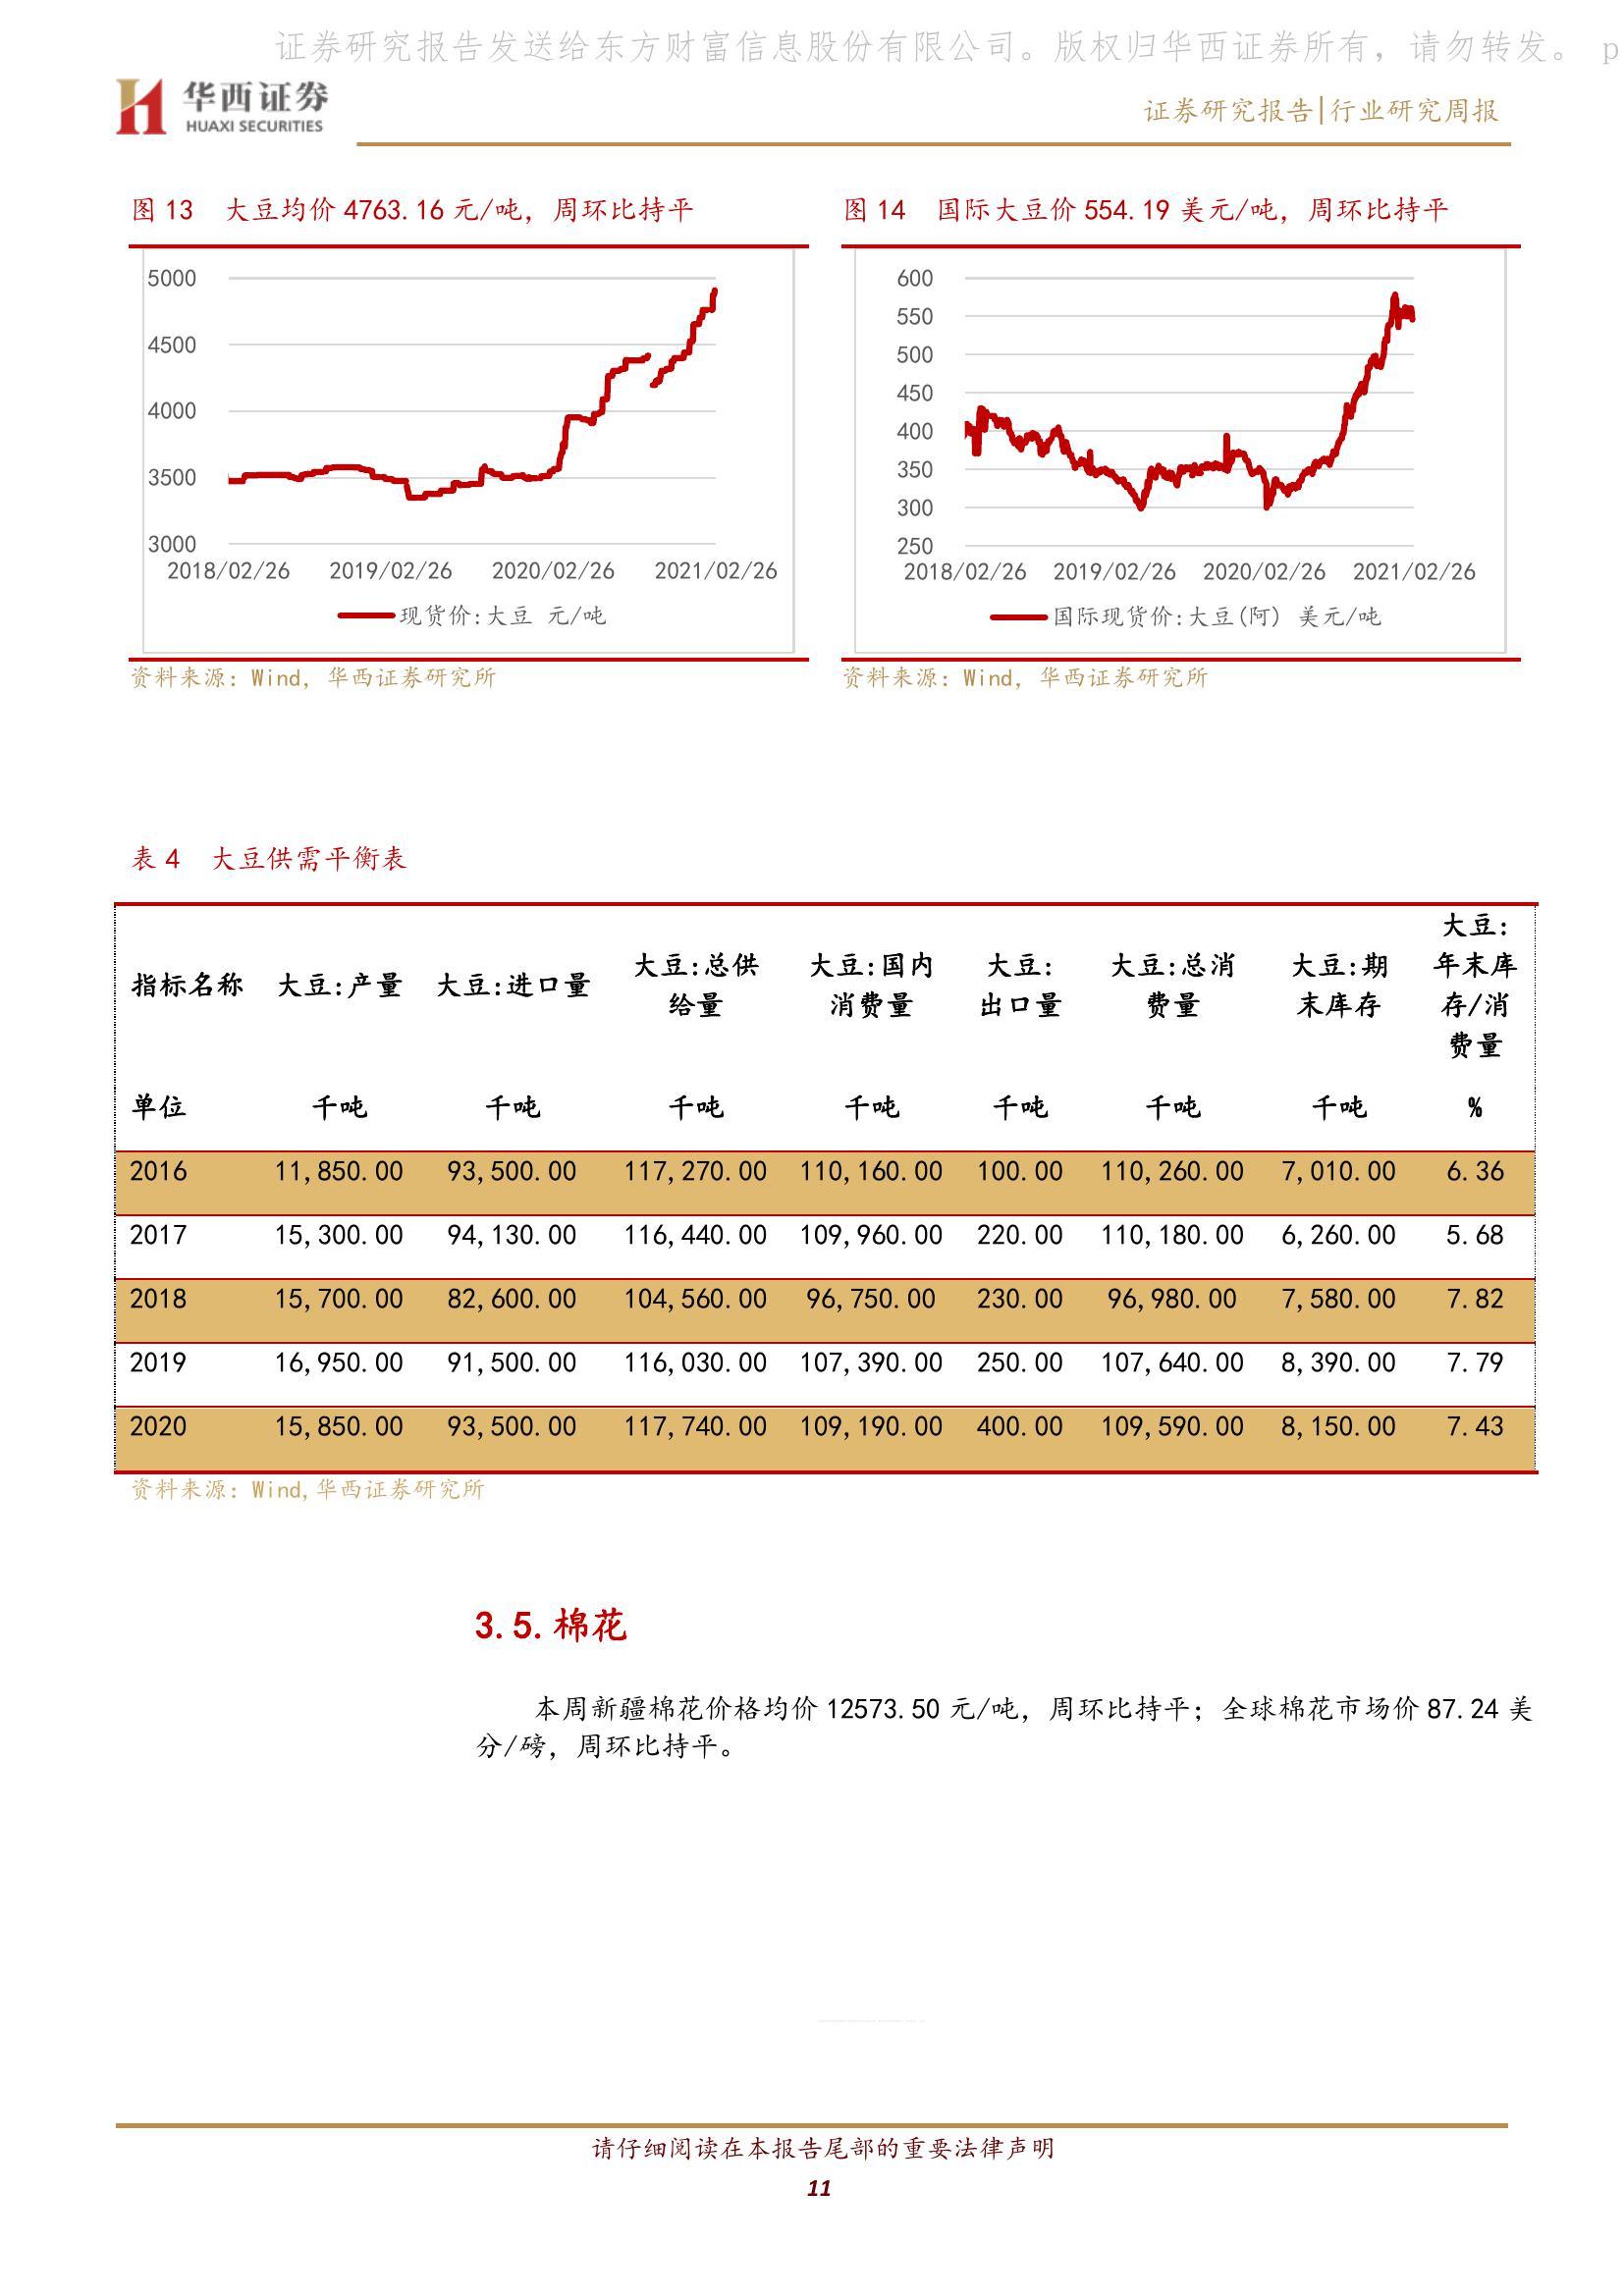 证券研究报告发送给东方财富信息股份有限公司。版权归华西证券所有，请勿转发。 p
华西证券
HUAXI SECURITIES
证券研究报告|行业研究周报
图 13 大豆均价 4763.16 元/吨，周环比持平
5000
4500
4000
3500
3000
2018/02/26 2019/02/26 2020/02/26 2021/02/26
现货价:大豆 元/吨
资料来源：Wind，华西证券研究所
图 14 国际大豆价 554.19 美元/吨，周环比持平
600
550
500
450
400
350
300
250
2018/02/26 2019/02/26 2020/02/26 2021/02/26
国际现货价:大豆(阿) 美元/吨
资料来源：Wind，华西证券研究所
表 4 大豆供需平衡表
指标名称 大豆:产量 大豆:进口量 大豆:总供给量 大豆:国内消费量 大豆:出口量 大豆:总消费量 大豆:期末库存 大豆:年末库存/消费量
单位 千吨 千吨 千吨 千吨 千吨 千吨 千吨 %
2016 11,850.00 93,500.00 117,270.00 110,160.00 100.00 110,260.00 7,010.00 6.36
2017 15,300.00 94,130.00 116,440.00 109,960.00 220.00 110,180.00 6,260.00 5.68
2018 15,700.00 82,600.00 104,560.00 96,750.00 230.00 96,980.00 7,580.00 7.82
2019 16,950.00 91,500.00 116,030.00 107,390.00 250.00 107,640.00 8,390.00 7.79
2020 15,850.00 93,500.00 117,740.00 109,190.00 400.00 109,590.00 8,150.00 7.43
资料来源：Wind,华西证券研究所
3.5.棉花
本周新疆棉花价格均价 12573.50 元/吨，周环比持平；全球棉花市场价 87.24 美
分/磅，周环比持平。
请仔细阅读在本报告尾部的重要法律声明
11